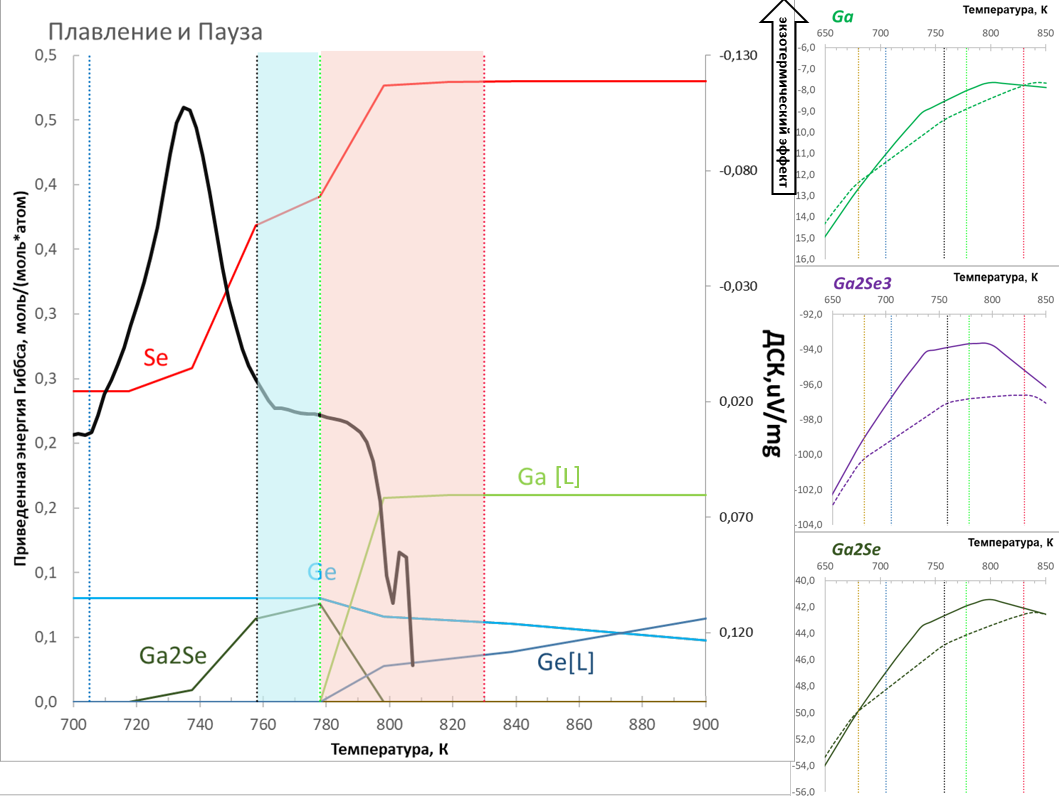 Плавление и Пауза
Приведенная энергия Гиббса, моль/(моль*атом)
0,5
0,5
0,4
0,4
0,3
0,3
0,2
0,2
0,1
0,1
0,0
700 720 740 760 780 800 820 840 860 880 900
Температура, К
Se
Ga [L]
Ge
Ga2Se
Ge[L]
-0,130
-0,080
-0,030
0,020
0,070
0,120
ДСК,uV/mg
экзотермический эффект
Ga
Температура, К
650 700 750 800 850
-6,0
-7,0
-8,0
-9,0
10,0
11,0
12,0
13,0
14,0
15,0
16,0
Ga2Se3
Температура, К
650 700 750 800 850
-92,0
-94,0
-96,0
-98,0
100,0
102,0
-104,0
Ga2Se
Температура, К
650 700 750 800 850
40,0
42,0
44,0
46,0
48,0
50,0
52,0
-54,0
-56,0